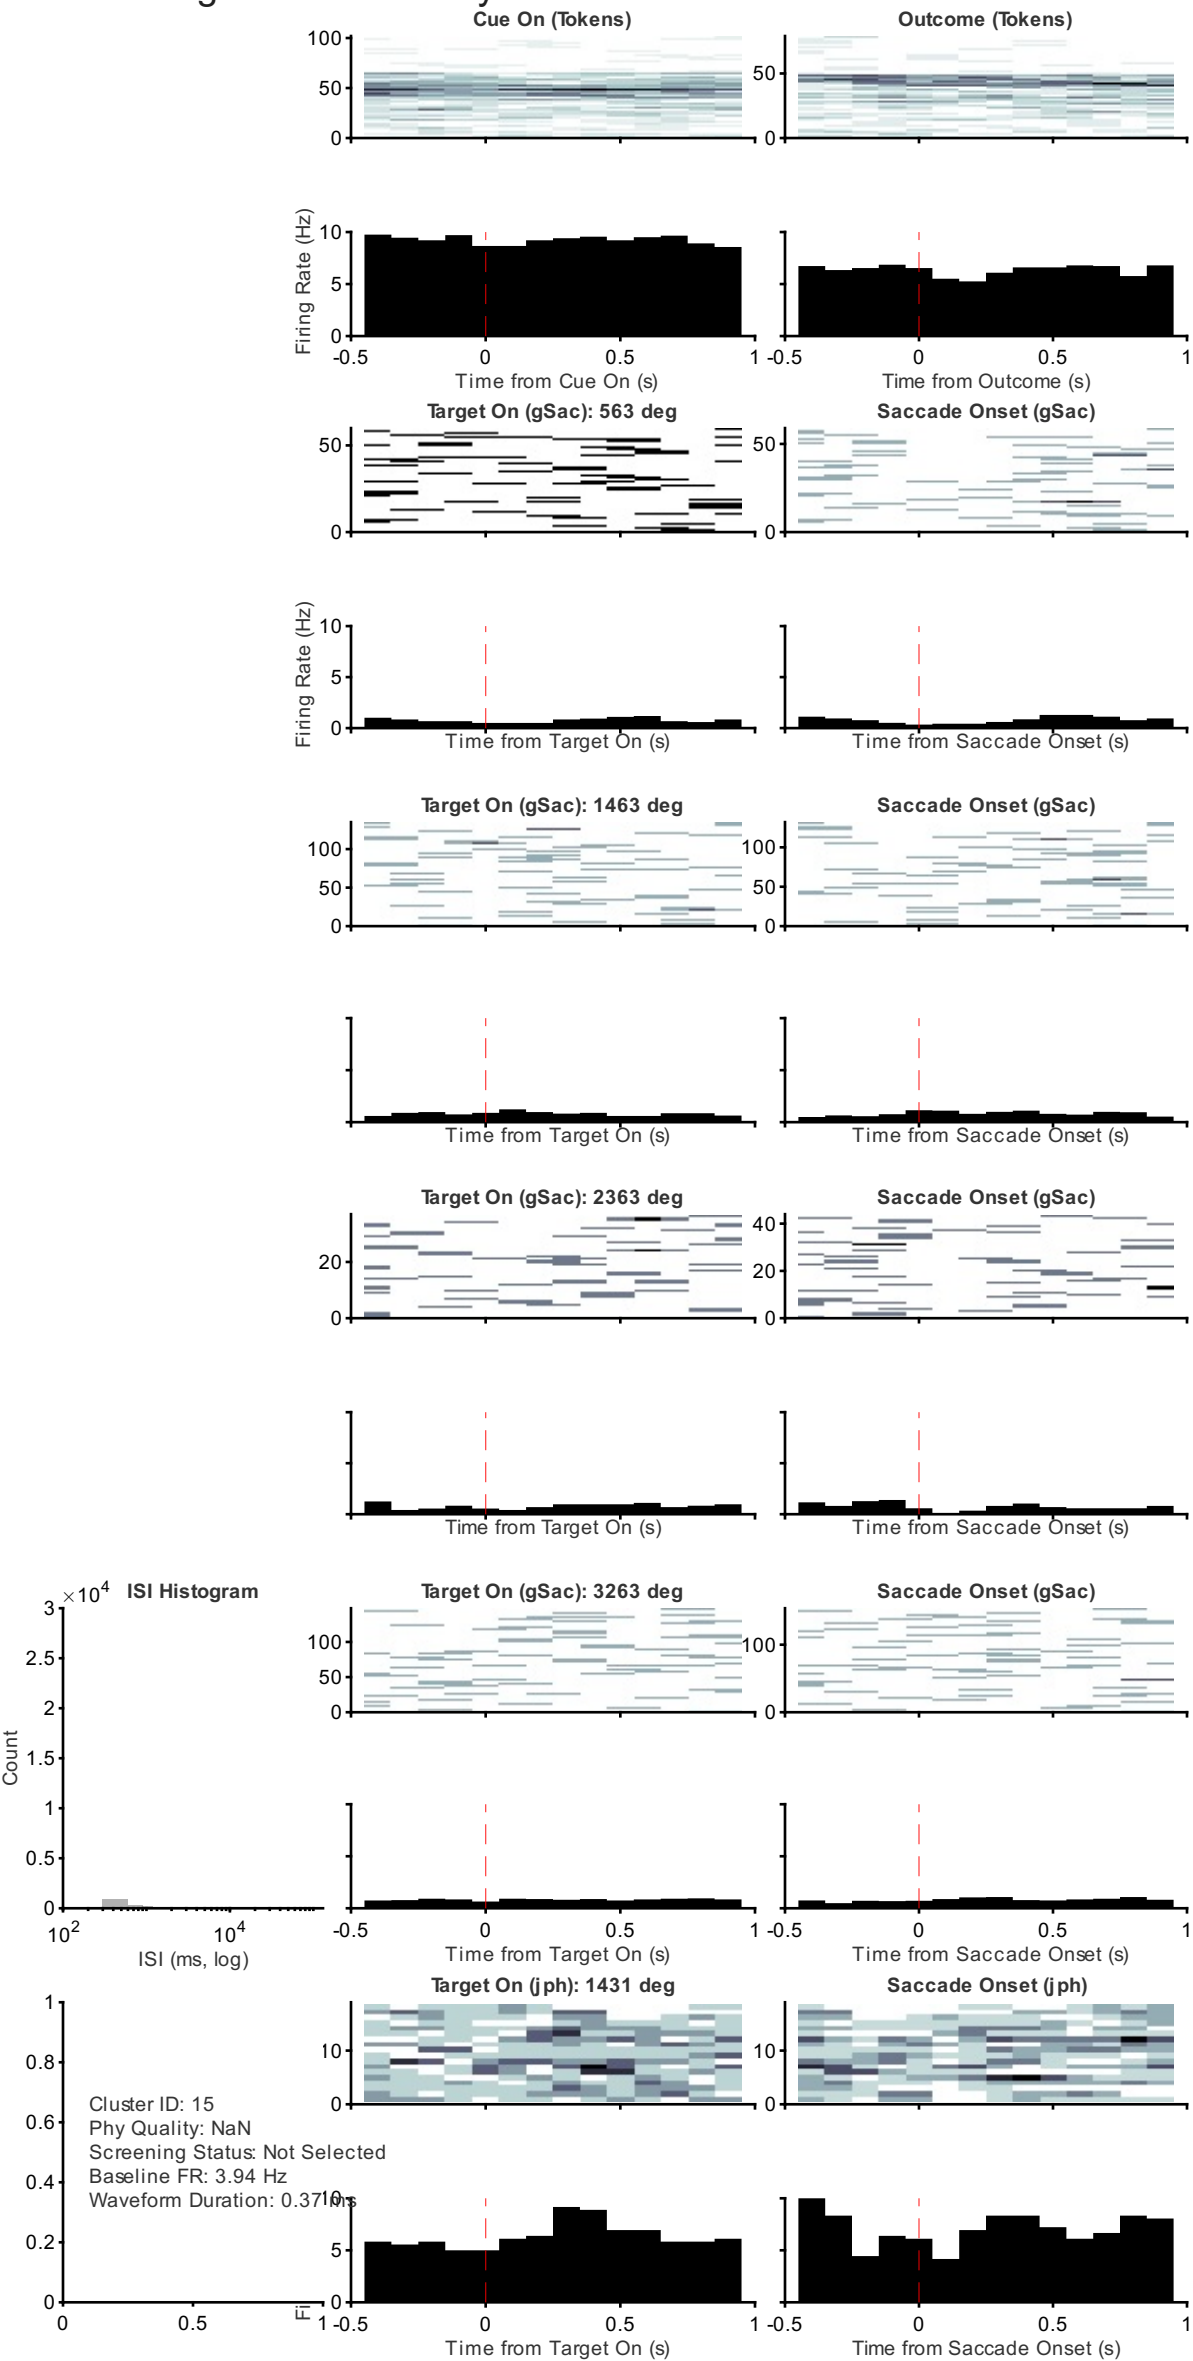 Cue On (Tokens)
Outcome (Tokens)
100
50
0
50
0
Firing Rate (Hz)
10
5
0
-0.5
0
0.5
1
-0.5
0
0.5
1
Time from Cue On (s)
Time from Outcome (s)
Target On (gSac): 563 deg
Saccade Onset (gSac)
50
0
50
0
Firing Rate (Hz)
10
5
0
Time from Target On (s)
Time from Saccade Onset (s)
Target On (gSac): 1463 deg
Saccade Onset (gSac)
100
50
0
100
50
0
Time from Target On (s)
Time from Saccade Onset (s)
Target On (gSac): 2363 deg
Saccade Onset (gSac)
20
0
40
20
0
Time from Target On (s)
Time from Saccade Onset (s)
×10^4
ISI Histogram
3
2.5
2
1.5
1
0.5
0
Count
10^2
10^4
ISI (ms, log)
Target On (gSac): 3263 deg
Saccade Onset (gSac)
100
50
0
100
0
-0.5
0
0.5
1
-0.5
0
0.5
1
Time from Target On (s)
Time from Saccade Onset (s)
Target On (jph): 1431 deg
Saccade Onset (jph)
1
0.8
0.6
0.4
0.2
0
0
0.5
1
Cluster ID: 15
Phy Quality: NaN
Screening Status: Not Selected
Baseline FR: 3.94 Hz
Waveform Duration: 0.37 ms
10
0
10
0
Fi
10
5
0
-0.5
0
0.5
1
-0.5
0
0.5
1
Time from Target On (s)
Time from Saccade Onset (s)